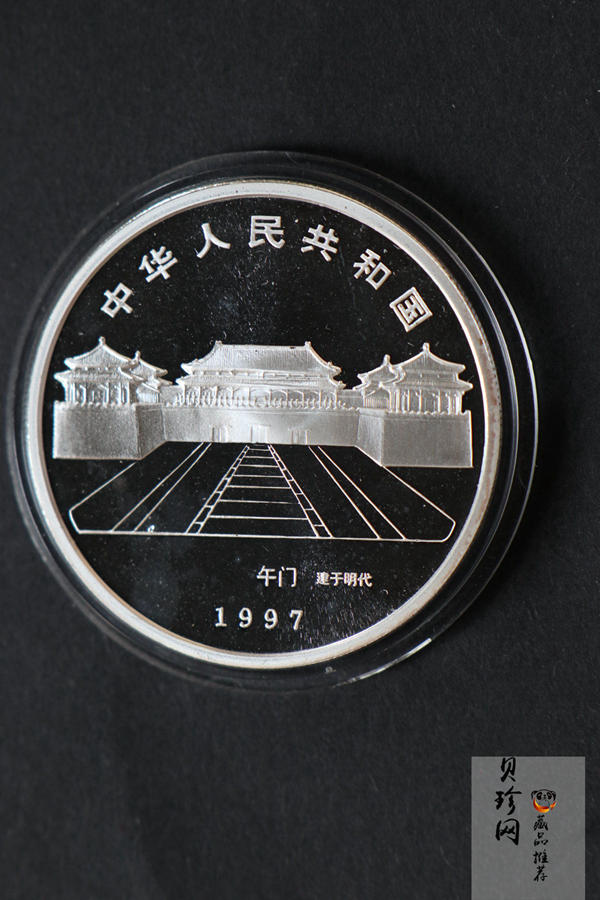 中华人民共和国
午门 建于明代
1997
贝珍网
藏品推荐